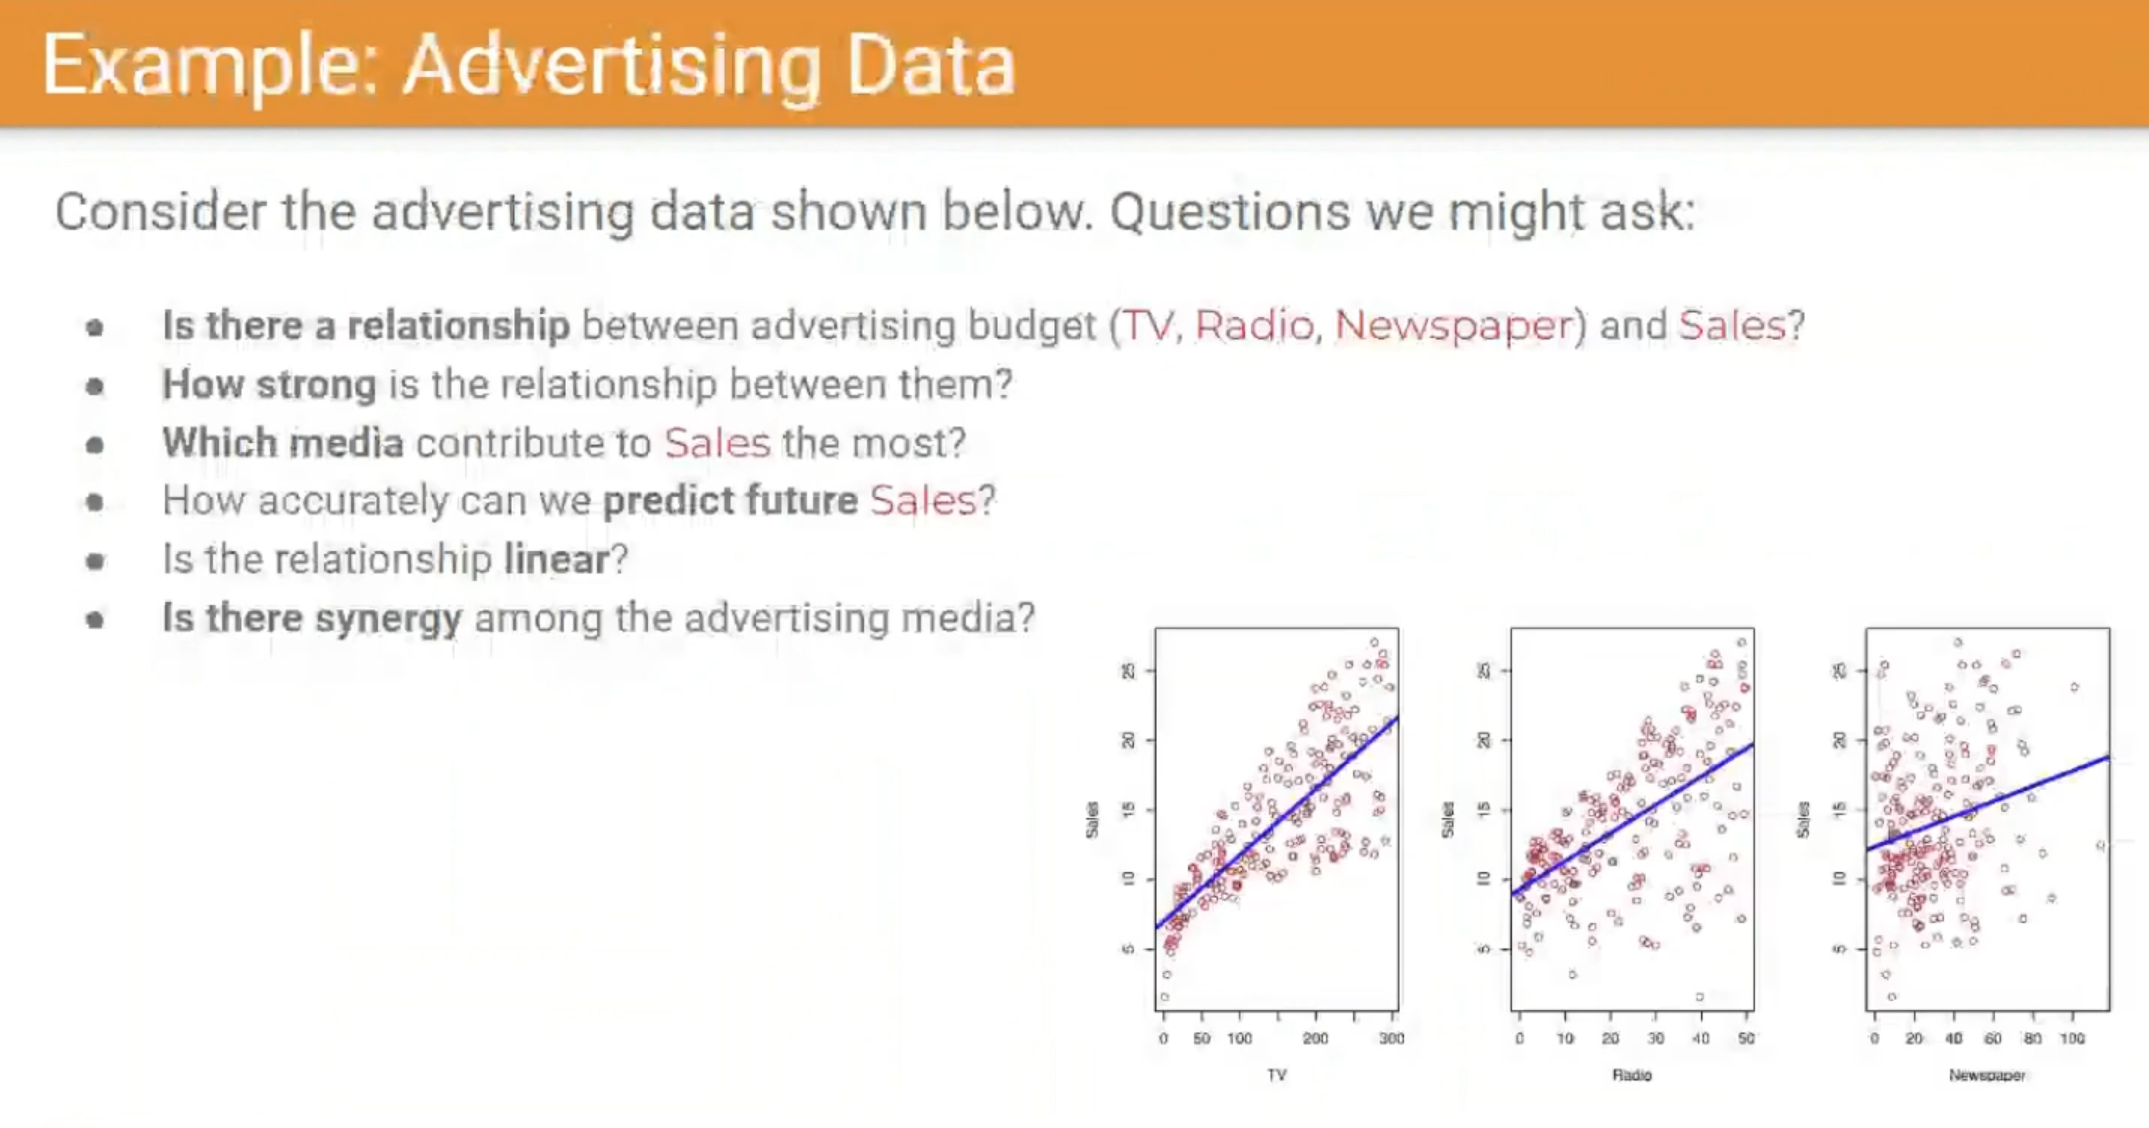 Example: Advertising Data
Consider the advertising data shown below. Questions we might ask:
● Is there a relationship between advertising budget (TV, Radio, Newspaper) and Sales?
● How strong is the relationship between them?
● Which media contribute to Sales the most?
● How accurately can we predict future Sales?
● Is the relationship linear?
● Is there synergy among the advertising media?
Sales
25
20
15
10
5
0 50 100 200 300
TV
Sales
25
20
15
10
5
0 10 20 30 40 50
Radio
Sales
25
20
15
10
5
0 20 40 60 80 100
Newspaper